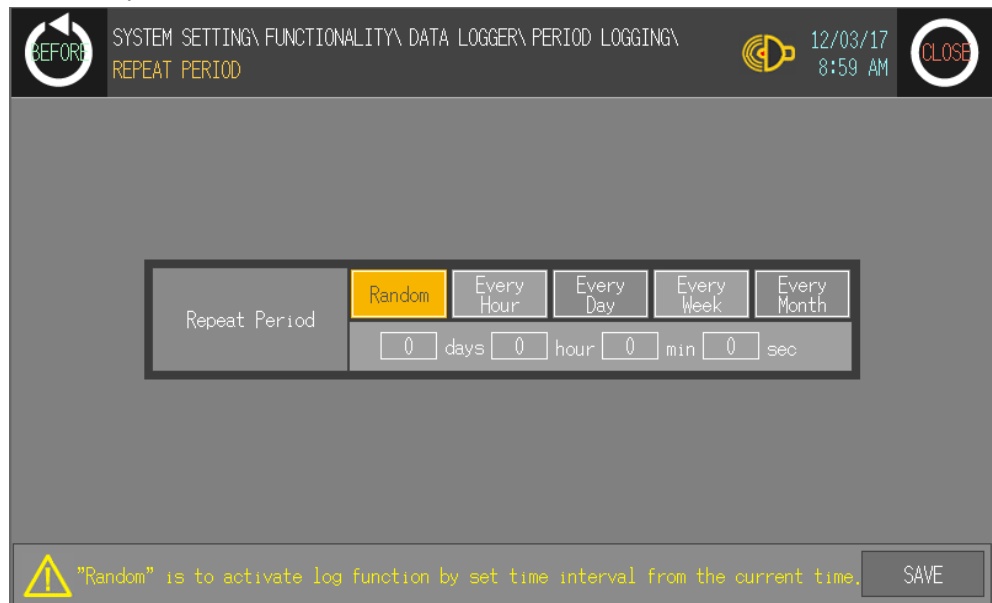 BEFORE
SYSTEM SETTING\ FUNCTIONALITY\ DATA LOGGER\ PERIOD LOGGING\
REPEAT PERIOD
12/03/17
8:59 AM
CLOSE
Repeat Period
Random
Every Hour
Every Day
Every Week
Every Month
0 days 0 hour 0 min 0 sec
"Random" is to activate log function by set time interval from the current time.
SAVE